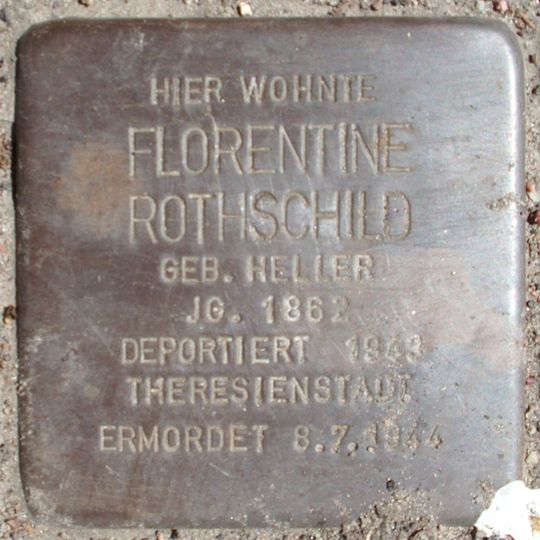 HIER WOHNTE
FLORENTINE
ROTHSCHILD
GEB. HELLER
JG. 1862
DEPORTIERT 1943
THERESIENSTADT
ERMORDET 8.7.1944